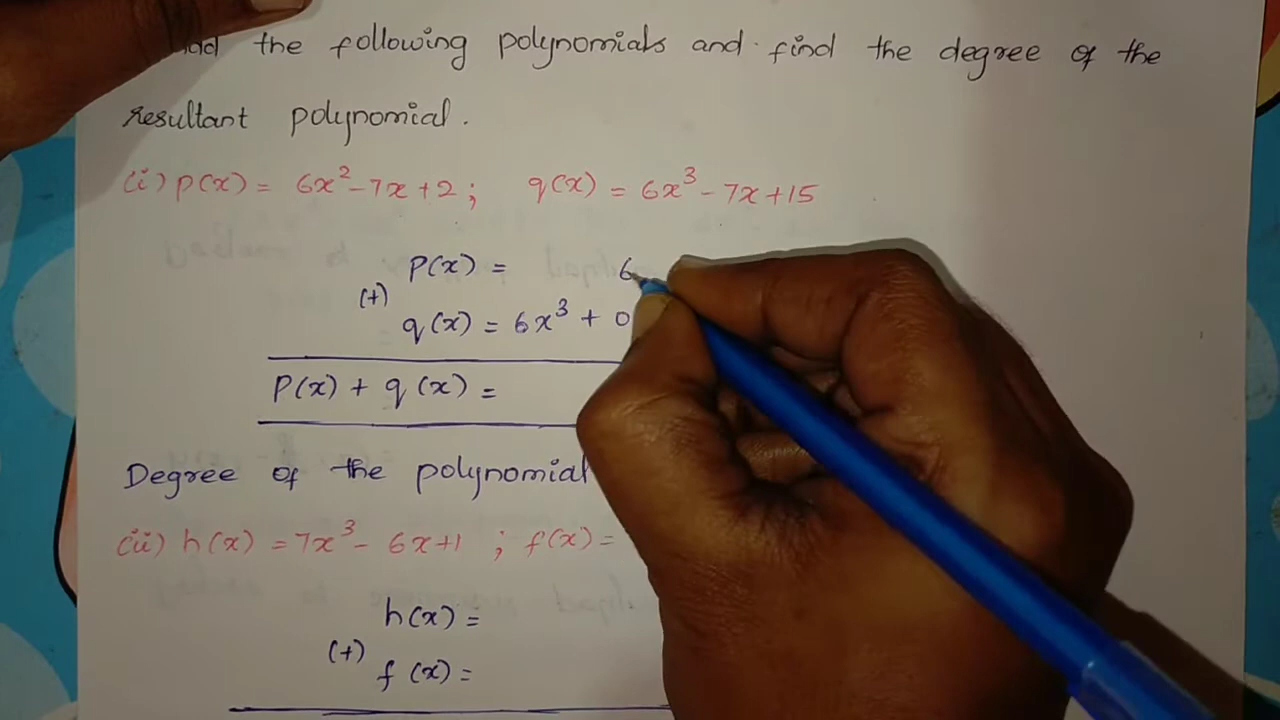 the following polynomials and find the degree of the
resultant polynomial.
(i) p(x) = 6x² - 7x + 2 ; q(x) = 6x³ - 7x + 15
p(x) = 6
(+)
q(x) = 6x³ + 0
p(x) + q(x) =
Degree of the polynomial
(ii) h(x) = 7x³ - 6x + 1 ; f(x) =
h(x) =
(+)
f(x) =